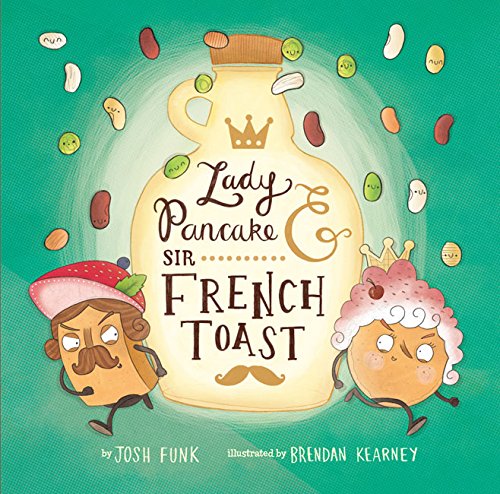 Lady
Pancake &
SIR
FRENCH
TOAST
by JOSH FUNK illustrated by BRENDAN KEARNEY